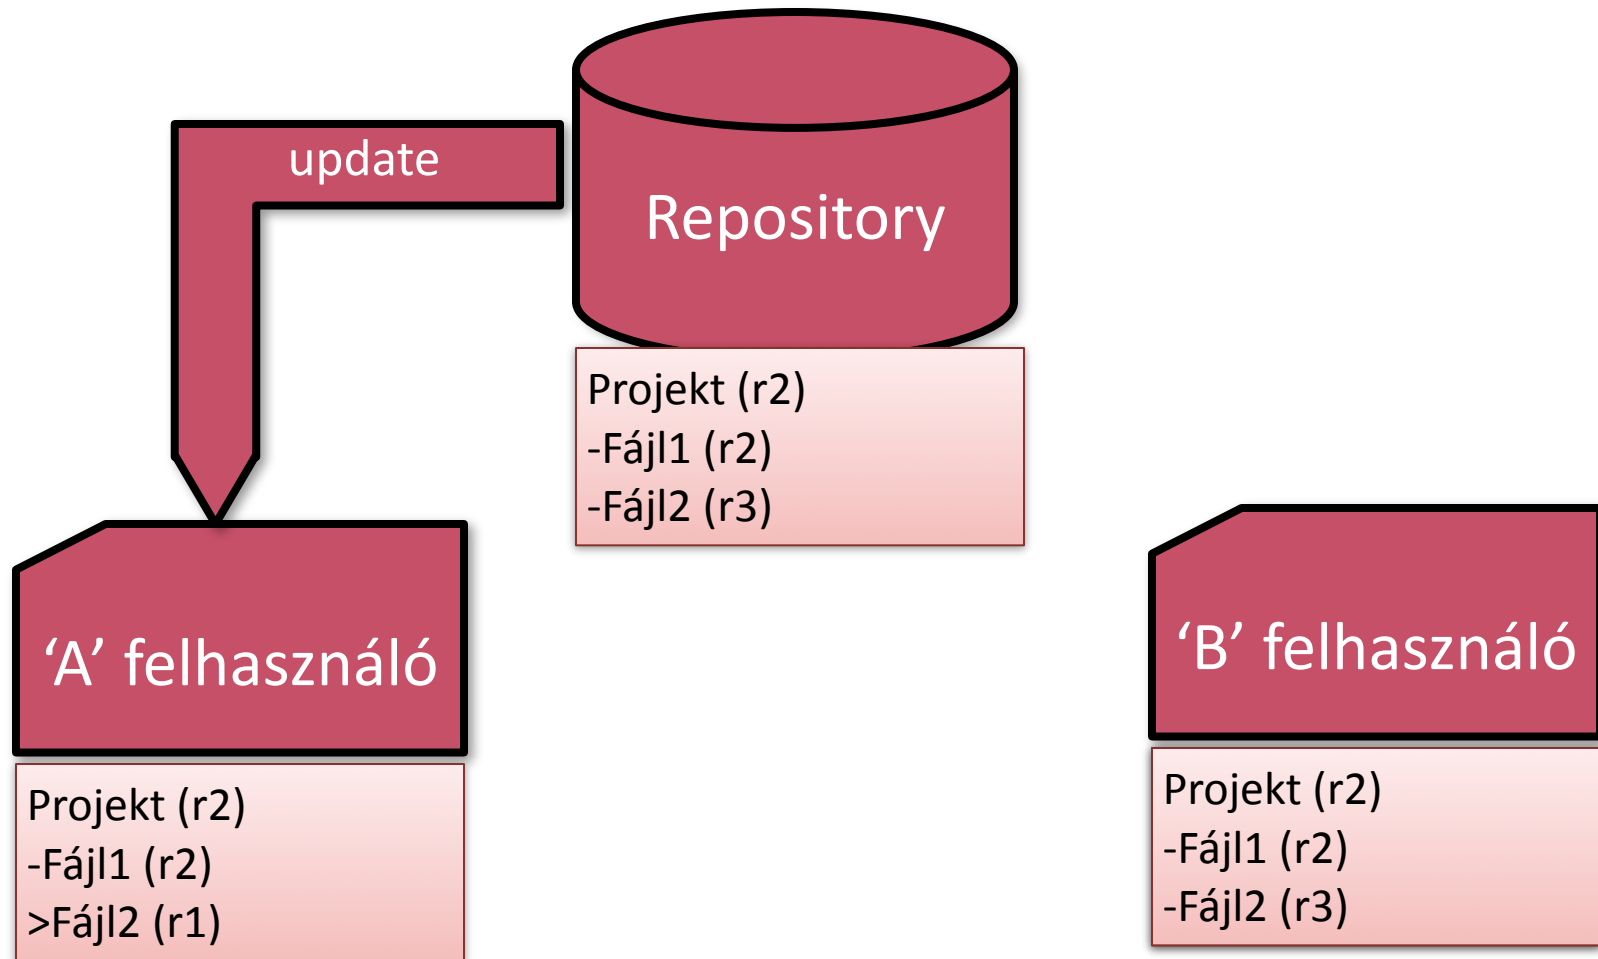 update
Repository
Projekt (r2)
-Fájl1 (r2)
-Fájl2 (r3)
‘A’ felhasználó
Projekt (r2)
-Fájl1 (r2)
>Fájl2 (r1)
‘B’ felhasználó
Projekt (r2)
-Fájl1 (r2)
-Fájl2 (r3)